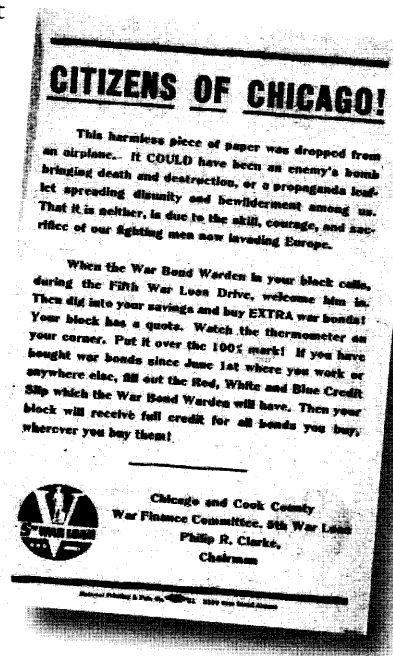 t
CITIZENS OF CHICAGO!
This harmless piece of paper was dropped from
an airplane. It COULD have been an enemy's bomb
bringing death and destruction, or a propaganda leaf-
let spreading disunity and bewilderment among us.
That it is neither, is due to the skill, courage, and sac-
rifice of our fighting men now invading Europe.
When the War Bond Warden in your block calls,
during the Fifth War Loan Drive, welcome him in.
Then dig into your savings and buy EXTRA war bonds!
Your block has a quota. Watch the thermometer on
your corner. Put it over the 100% mark! If you have
bought war bonds since June 1st where you work or
anywhere else, fill out the Red, White and Blue Credit
Slip which the War Bond Warden will have. Then your
block will receive full credit for all bonds you buy,
wherever you buy them!
Chicago and Cook County
War Finance Committee, 5th War Loan
Philip R. Clarke,
Chairman
5TH WAR LOAN
National Printing & Pub. Co.